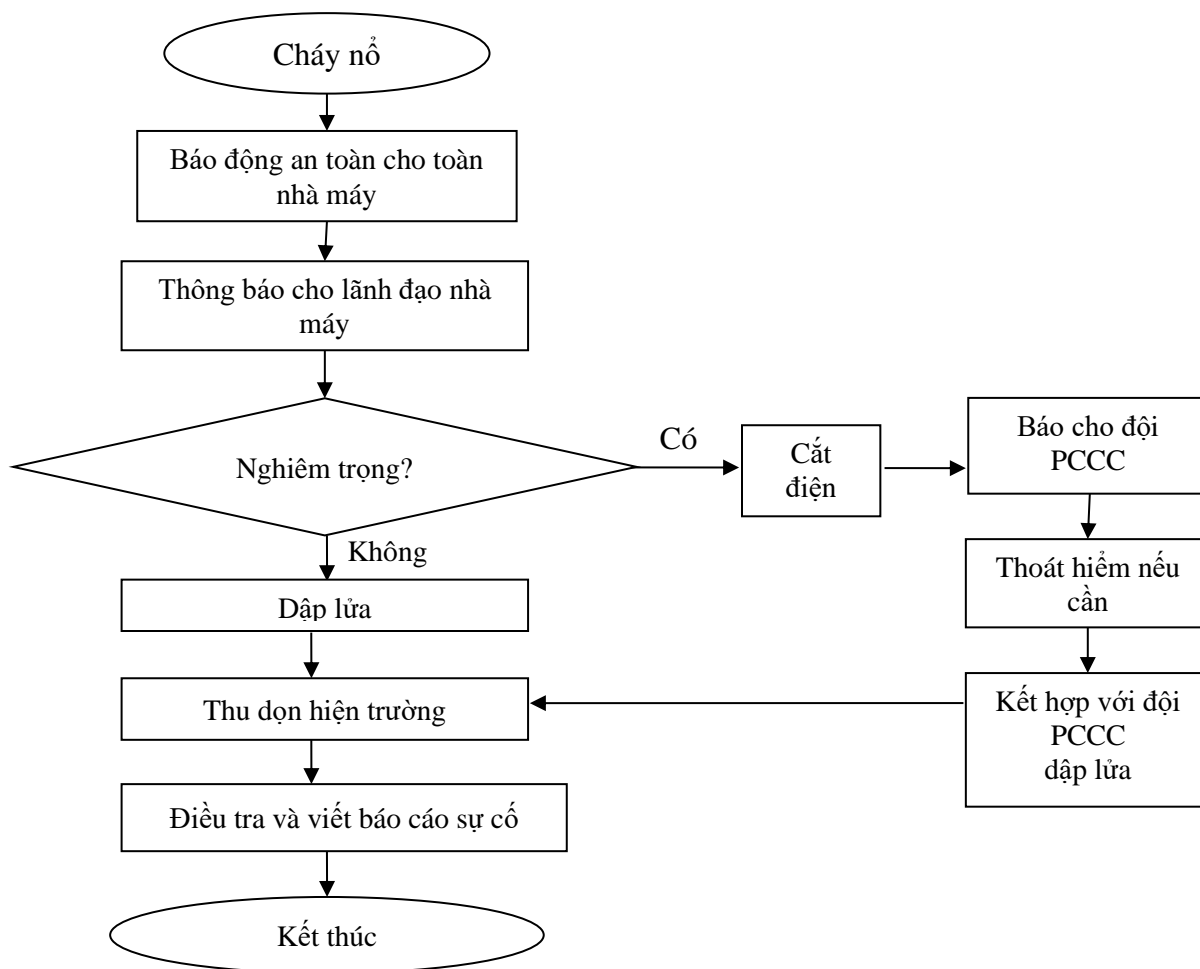 Cháy nổ
Báo động an toàn cho toàn
nhà máy
Thông báo cho lãnh đạo nhà
máy
Nghiêm trọng?
Có
Cắt
điện
Báo cho đội
PCCC
Không
Thoát hiểm nếu
cần
Dập lửa
Thu dọn hiện trường
Kết hợp với đội
PCCC
dập lửa
Điều tra và viết báo cáo sự cố
Kết thúc